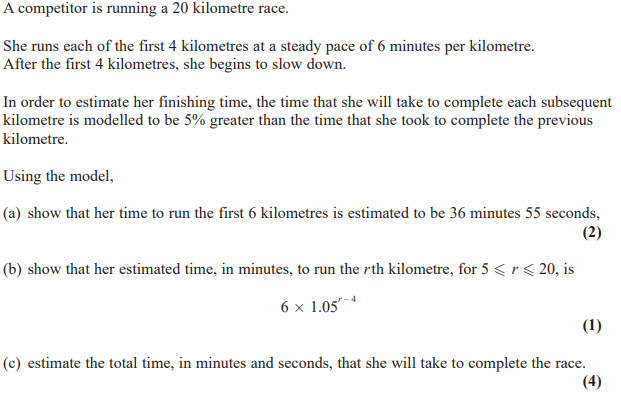 A competitor is running a 20 kilometre race.
She runs each of the first 4 kilometres at a steady pace of 6 minutes per kilometre.
After the first 4 kilometres, she begins to slow down.
In order to estimate her finishing time, the time that she will take to complete each subsequent
kilometre is modelled to be 5% greater than the time that she took to complete the previous
kilometre.
Using the model,
(a) show that her time to run the first 6 kilometres is estimated to be 36 minutes 55 seconds,
(2)
(b) show that her estimated time, in minutes, to run the rth kilometre, for 5 ⩽ r ⩽ 20, is
6 × 1.05^{r−4}
(1)
(c) estimate the total time, in minutes and seconds, that she will take to complete the race.
(4)